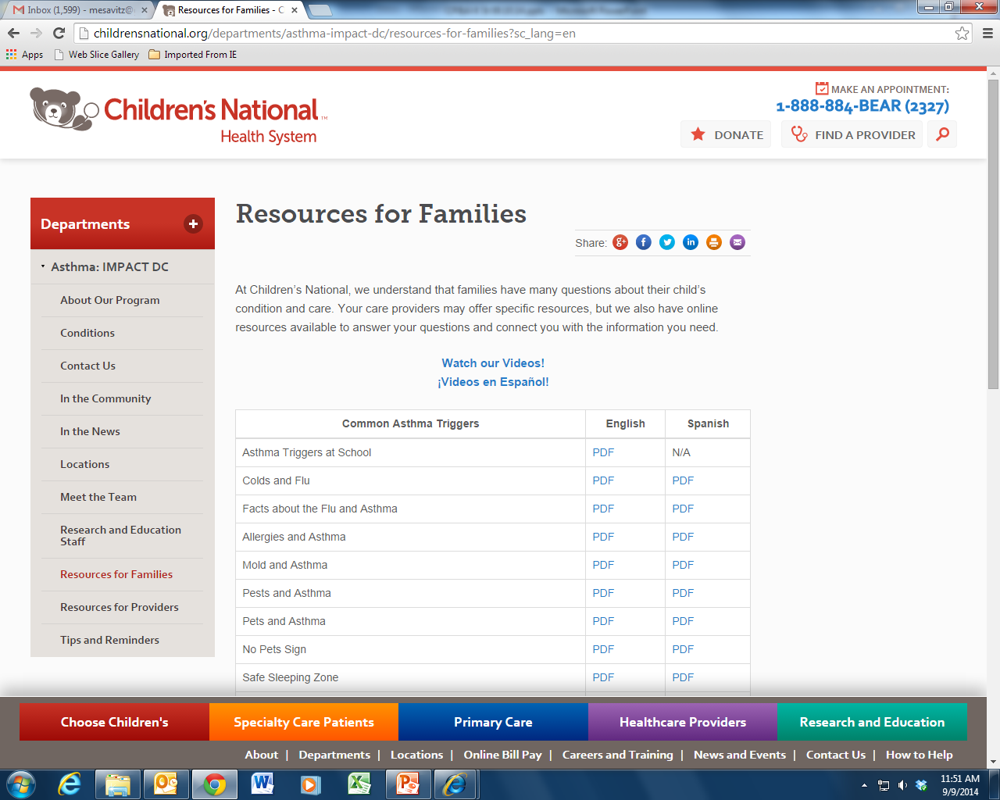 Inbox (1,599) - mesavitz@
Resources for Families - C
childrensnational.org/departments/asthma-impact-dc/resources-for-families?sc_lang=en
Apps
Web Slice Gallery
Imported From IE
Children's National™
Health System
MAKE AN APPOINTMENT:
1-888-884-BEAR (2327)
DONATE
FIND A PROVIDER
Departments
Asthma: IMPACT DC
About Our Program
Conditions
Contact Us
In the Community
In the News
Locations
Meet the Team
Research and Education
Staff
Resources for Families
Resources for Providers
Tips and Reminders
Resources for Families
Share:
At Children's National, we understand that families have many questions about their child's
condition and care. Your care providers may offer specific resources, but we also have online
resources available to answer your questions and connect you with the information you need.
Watch our Videos!
¡Videos en Español!
Common Asthma Triggers English Spanish
Asthma Triggers at School PDF N/A
Colds and Flu PDF PDF
Facts about the Flu and Asthma PDF PDF
Allergies and Asthma PDF PDF
Mold and Asthma PDF PDF
Pests and Asthma PDF PDF
Pets and Asthma PDF PDF
No Pets Sign PDF PDF
Safe Sleeping Zone PDF PDF
Choose Children's
Specialty Care Patients
Primary Care
Healthcare Providers
Research and Education
About | Departments | Locations | Online Bill Pay | Careers and Training | News and Events | Contact Us | How to Help
11:51 AM
9/9/2014